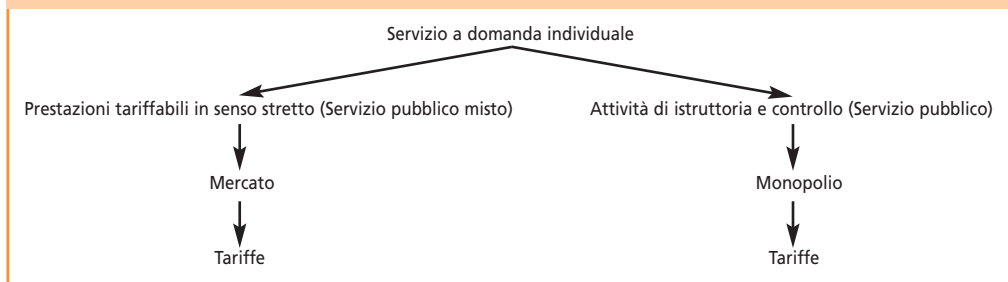 Servizio a domanda individuale
Prestazioni tariffabili in senso stretto (Servizio pubblico misto)
Attività di istruttoria e controllo (Servizio pubblico)
Mercato
Monopolio
Tariffe
Tariffe